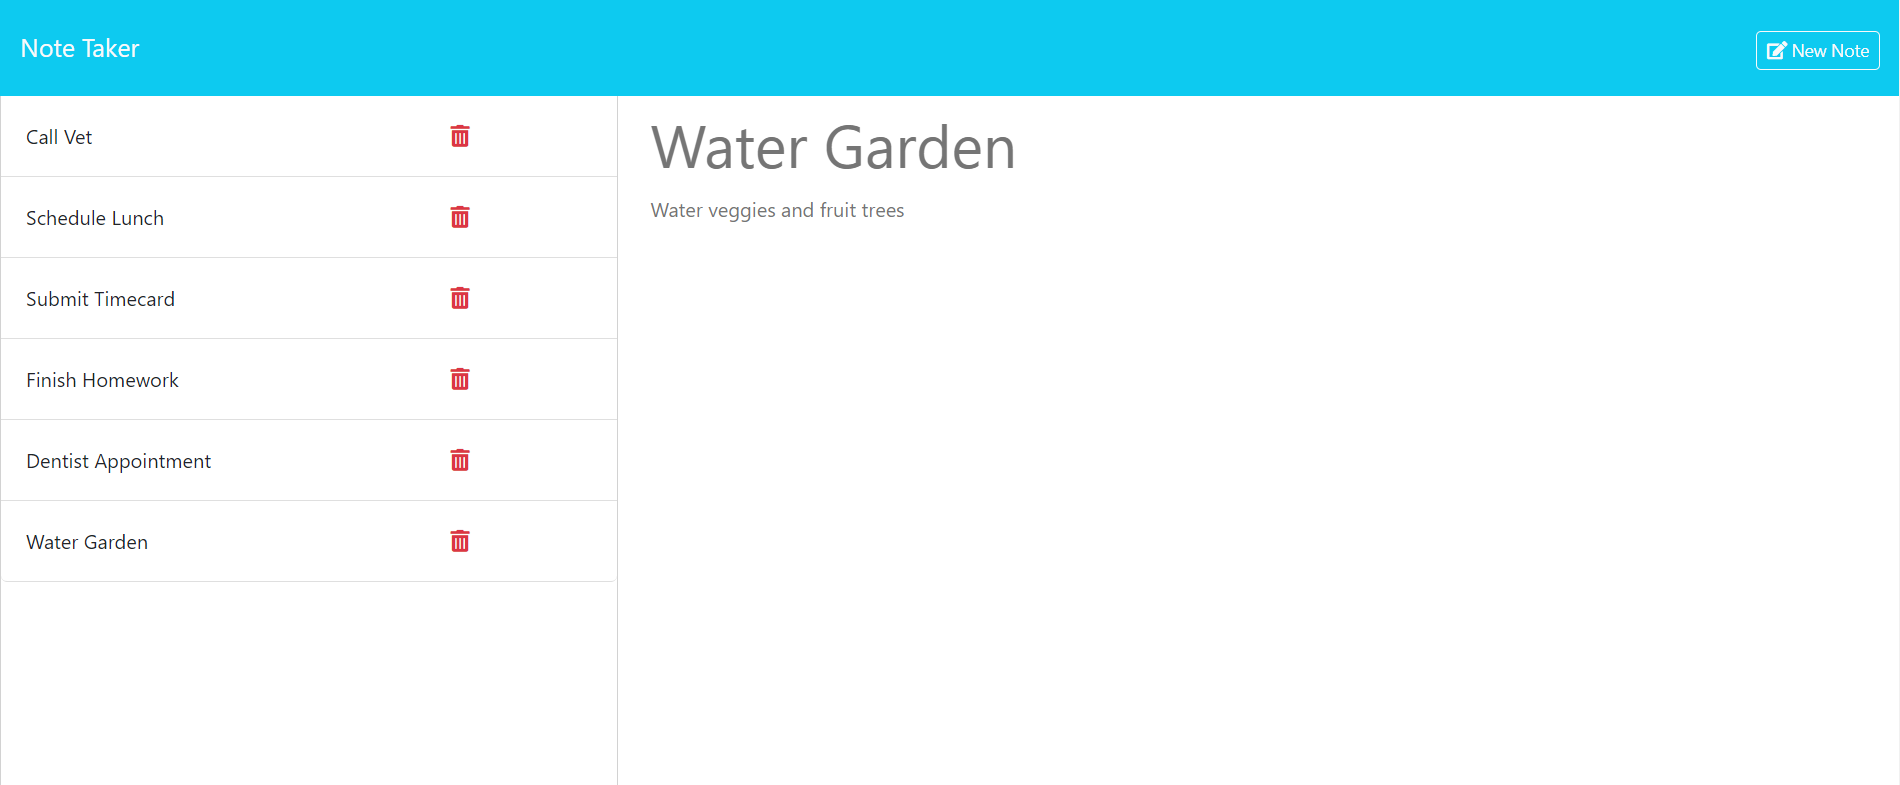 Note Taker
New Note
Call Vet
Schedule Lunch
Submit Timecard
Finish Homework
Dentist Appointment
Water Garden
Water Garden
Water veggies and fruit trees